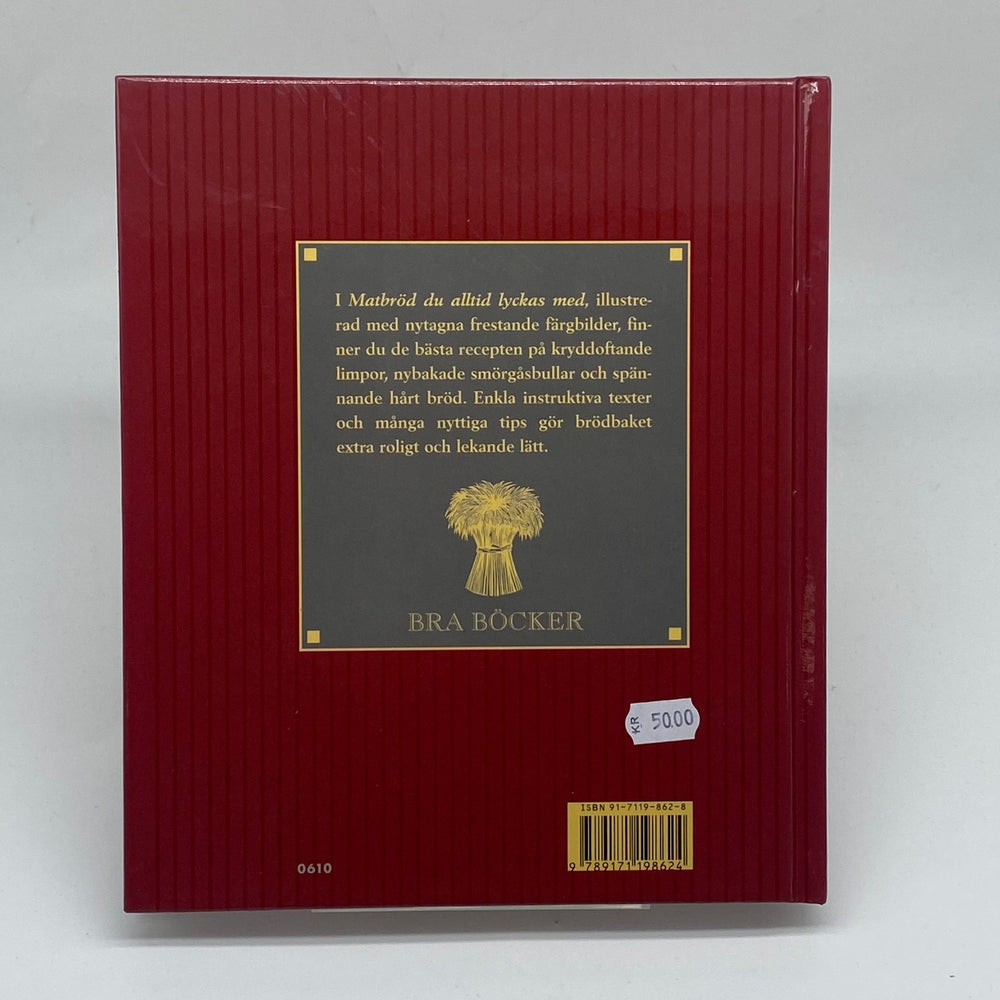 I Matbröd du alltid lyckas med, illustre-
rad med nytagna frestande färgbilder, fin-
ner du de bästa recepten på kryddoftande
limpor, nybakade smörgåsbullar och spän-
nande hårt bröd. Enkla instruktiva texter
och många nyttiga tips gör brödbaket
extra roligt och lekande lätt.
BRA BÖCKER
KR 50.00
ISBN 91-7119-862-8
9 789171 198624
0610